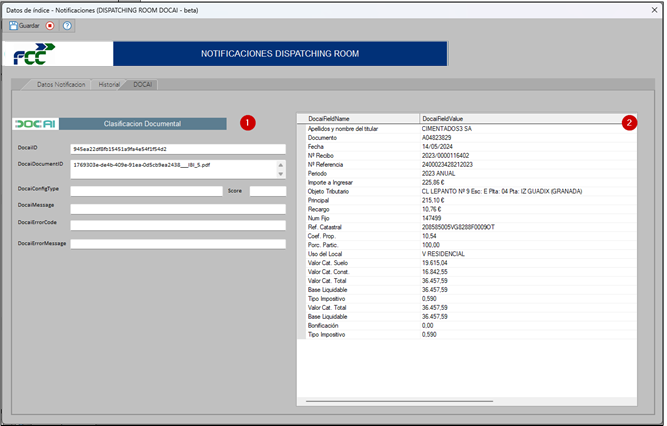 Datos de índice - Notificaciones (DISPATCHING ROOM DOCAI - beta)
Guardar
FCC
NOTIFICACIONES DISPATCHING ROOM
Datos Notificacion Historial DOCAI
DOC AI Clasificacion Documental 1
DocaiID 945aa22df8fb15451a9fa4a54f1f54d2
DocaiDocumentID 1769303e-de4b-409e-91ea-0d5cb9ea2438___IBI_5.pdf
DocaiConfigType Score
DocaiMessage
DocaiErrorCode
DocaiErrorMessage
DocaiFieldName DocaiFieldValue 2
Apellidos y nombre del titular CIMENTADOS3 SA
Documento A04823829
Fecha 14/05/2024
Nº Recibo 2023/0000116402
Nº Referencia 2400023428212023
Periodo 2023 ANUAL
Importe a Ingresar 225,86 €
Objeto Tributario CL LEPANTO Nº 9 Esc: E Plta: 04 Pta: IZ GUADIX (GRANADA)
Principal 215,10 €
Recargo 10,76 €
Num Fijo 147499
Ref. Catastral 208585005VG8288F0009OT
Coef. Prop. 10,54
Porc. Partic. 100,00
Uso del Local V RESIDENCIAL
Valor Cat. Suelo 19.615,04
Valor Cat. Const. 16.842,55
Valor Cat. Total 36.457,59
Base Liquidable 36.457,59
Tipo Impositivo 0,590
Valor Cat. Total 36.457,59
Base Liquidable 36.457,59
Bonificación 0,00
Tipo Impositivo 0,590